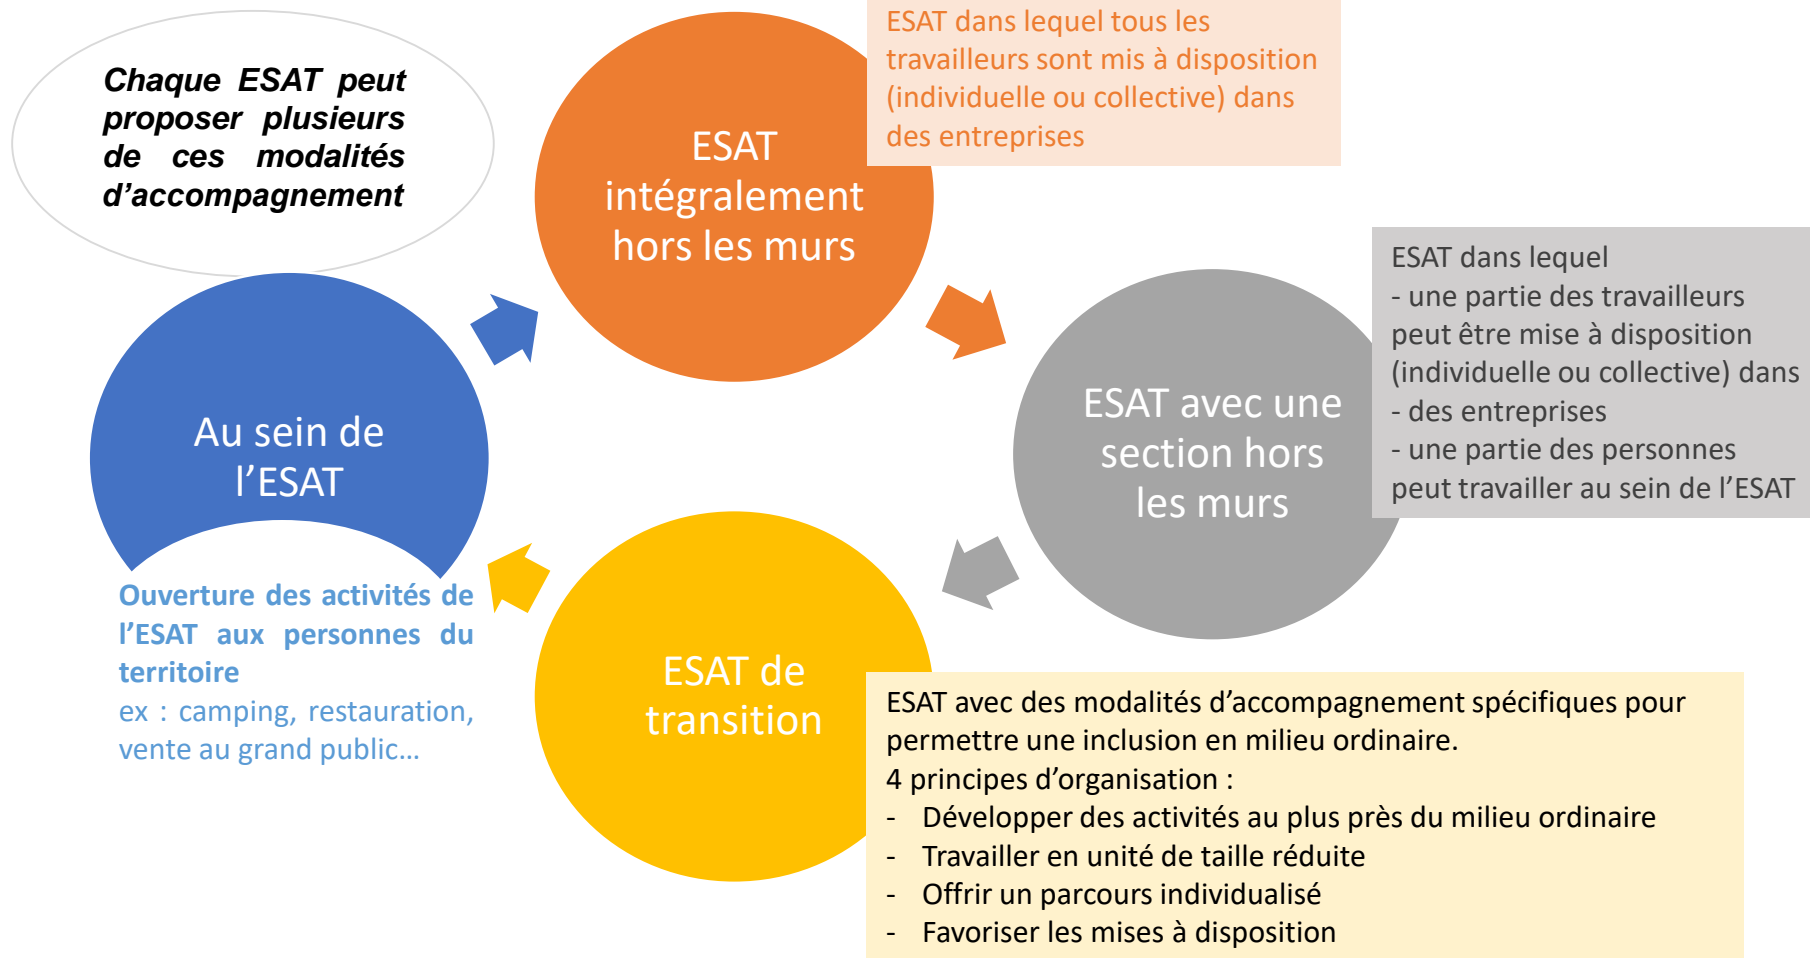 Chaque ESAT peut
proposer plusieurs
de ces modalités
d’accompagnement
ESAT
intégralement
hors les murs
ESAT dans lequel tous les
travailleurs sont mis à disposition
(individuelle ou collective) dans
des entreprises
ESAT avec une
section hors
les murs
ESAT dans lequel
- une partie des travailleurs
peut être mise à disposition
(individuelle ou collective) dans
- des entreprises
- une partie des personnes
peut travailler au sein de l’ESAT
ESAT de
transition
ESAT avec des modalités d’accompagnement spécifiques pour
permettre une inclusion en milieu ordinaire.
4 principes d’organisation :
- Développer des activités au plus près du milieu ordinaire
- Travailler en unité de taille réduite
- Offrir un parcours individualisé
- Favoriser les mises à disposition
Au sein de
l’ESAT
Ouverture des activités de
l’ESAT aux personnes du
territoire
ex : camping, restauration,
vente au grand public…